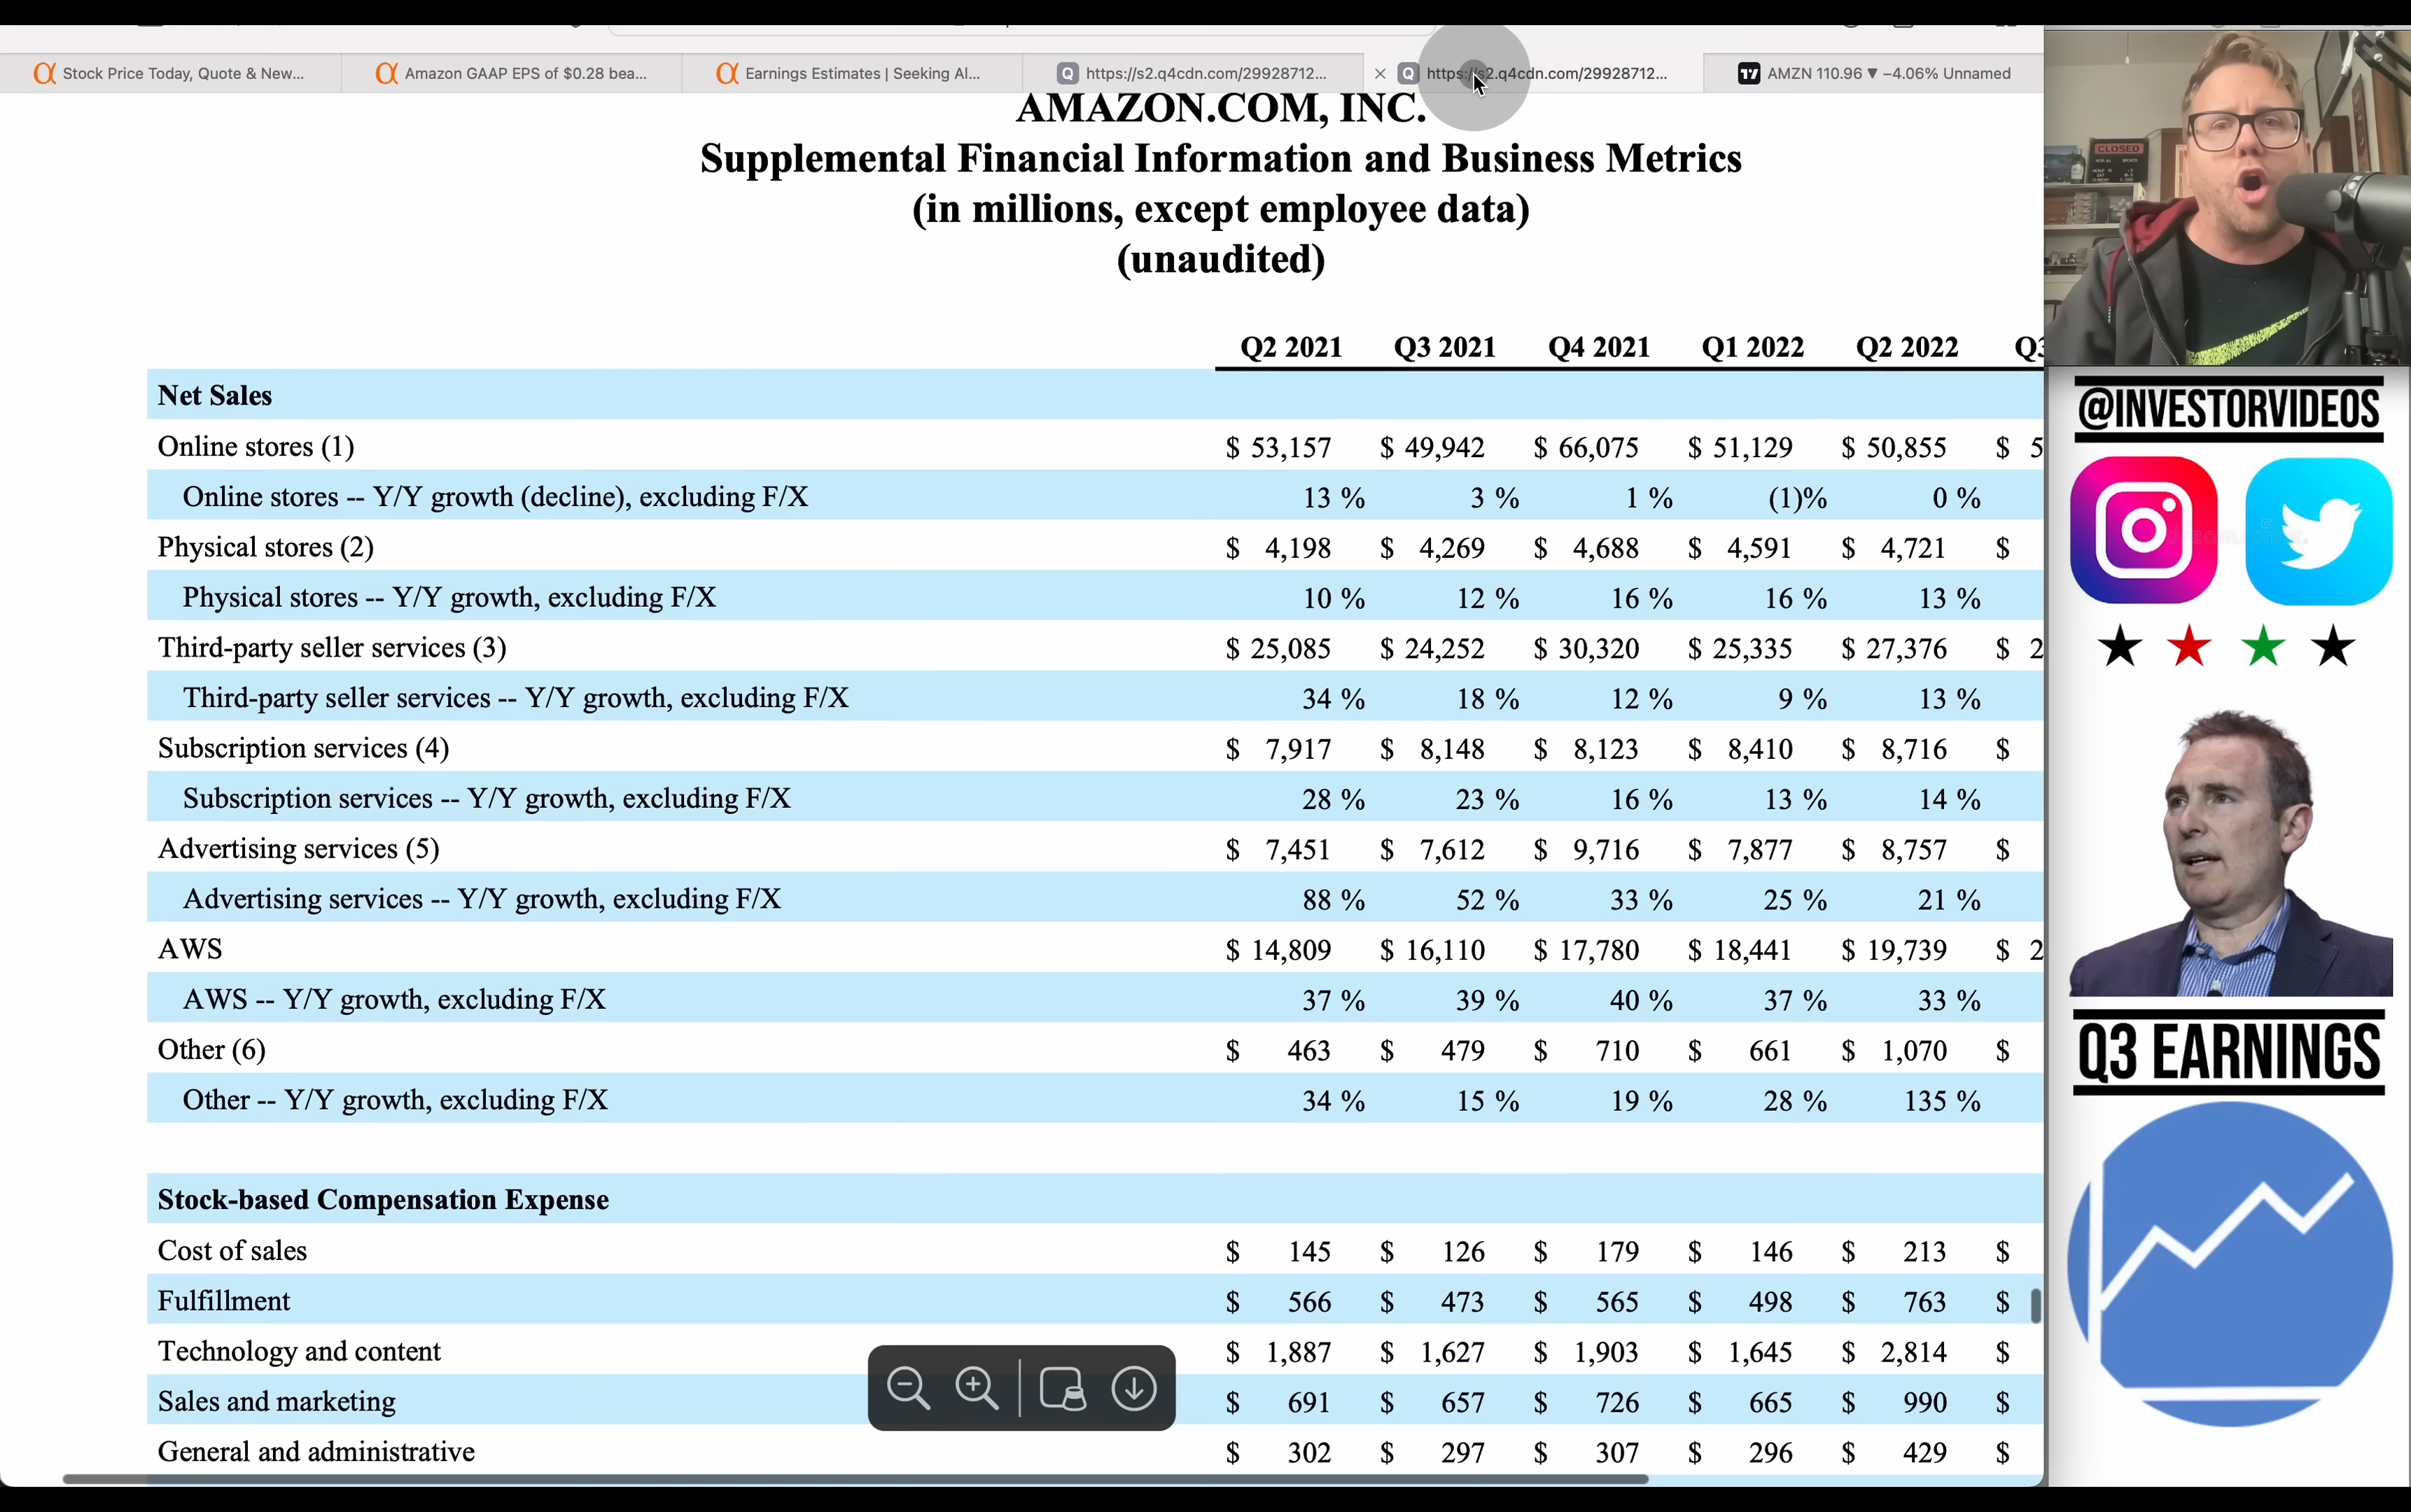 Stock Price Today, Quote & New...
Amazon GAAP EPS of $0.28 bea...
Earnings Estimates | Seeking Al...
Q https://s2.q4cdn.com/29928712...
× Q https://s2.q4cdn.com/29928712...
AMZN 110.96 ▼ −4.06% Unnamed
AMAZON.COM, INC.
Supplemental Financial Information and Business Metrics
(in millions, except employee data)
(unaudited)
CLOSED
Q2 2021 Q3 2021 Q4 2021 Q1 2022 Q2 2022 Q3
Net Sales
Online stores (1) $ 53,157 $ 49,942 $ 66,075 $ 51,129 $ 50,855 $ 5
Online stores -- Y/Y growth (decline), excluding F/X 13 % 3 % 1 % (1)% 0 %
Physical stores (2) $ 4,198 $ 4,269 $ 4,688 $ 4,591 $ 4,721 $
Physical stores -- Y/Y growth, excluding F/X 10 % 12 % 16 % 16 % 13 %
Third-party seller services (3) $ 25,085 $ 24,252 $ 30,320 $ 25,335 $ 27,376 $ 2
Third-party seller services -- Y/Y growth, excluding F/X 34 % 18 % 12 % 9 % 13 %
Subscription services (4) $ 7,917 $ 8,148 $ 8,123 $ 8,410 $ 8,716 $
Subscription services -- Y/Y growth, excluding F/X 28 % 23 % 16 % 13 % 14 %
Advertising services (5) $ 7,451 $ 7,612 $ 9,716 $ 7,877 $ 8,757 $
Advertising services -- Y/Y growth, excluding F/X 88 % 52 % 33 % 25 % 21 %
AWS $ 14,809 $ 16,110 $ 17,780 $ 18,441 $ 19,739 $ 2
AWS -- Y/Y growth, excluding F/X 37 % 39 % 40 % 37 % 33 %
Other (6) $ 463 $ 479 $ 710 $ 661 $ 1,070 $
Other -- Y/Y growth, excluding F/X 34 % 15 % 19 % 28 % 135 %
Stock-based Compensation Expense
Cost of sales $ 145 $ 126 $ 179 $ 146 $ 213 $
Fulfillment $ 566 $ 473 $ 565 $ 498 $ 763 $
Technology and content $ 1,887 $ 1,627 $ 1,903 $ 1,645 $ 2,814 $
Sales and marketing $ 691 $ 657 $ 726 $ 665 $ 990 $
General and administrative $ 302 $ 297 $ 307 $ 296 $ 429 $
@INVESTORVIDEOS
Q3 EARNINGS